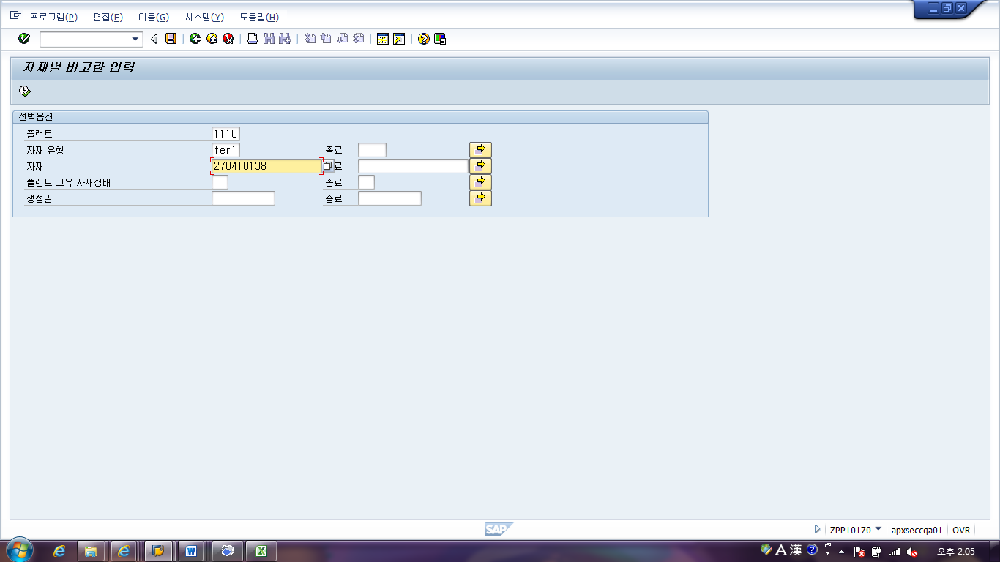 프로그램(P) 편집(E) 이동(G) 시스템(Y) 도움말(H)
자재별 비고란 입력
선택옵션
플랜트 1110
자재 유형 fer1 종료
자재 270410138 료
플랜트 고유 자재상태 종료
생성일 종료
SAP
ZPP10170 apxseccqa01 OVR
A 漢 오후 2:05